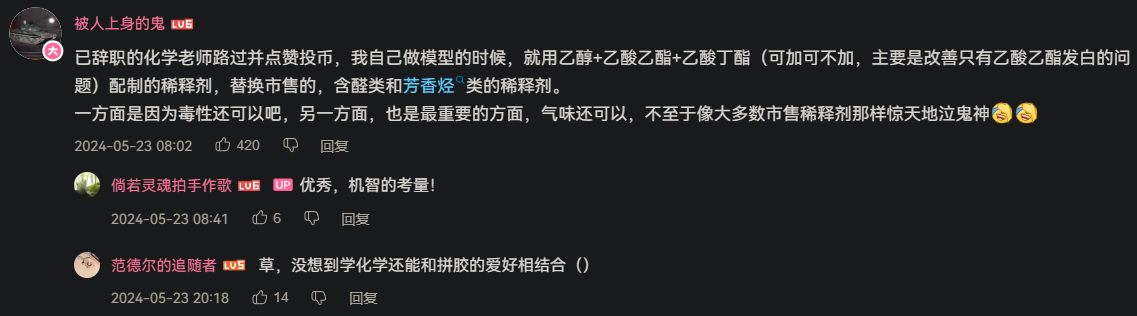 被人上身的鬼 LV6
大
已辞职的化学老师路过并点赞投币，我自己做模型的时候，就用乙醇+乙酸乙酯+乙酸丁酯（可加可不加，主要是改善只有乙酸乙酯发白的问
题）配制的稀释剂，替换市售的，含醛类和芳香烃类的稀释剂。
一方面是因为毒性还可以吧，另一方面，也是最重要的方面，气味还可以，不至于像大多数市售稀释剂那样惊天地泣鬼神
2024-05-23 08:02 420 回复
倘若灵魂拍手作歌 LV6 UP 优秀，机智的考量！
2024-05-23 08:41 6 回复
范德尔的追随者 LV5 草，没想到学化学还能和拼胶的爱好相结合（）
2024-05-23 20:18 14 回复